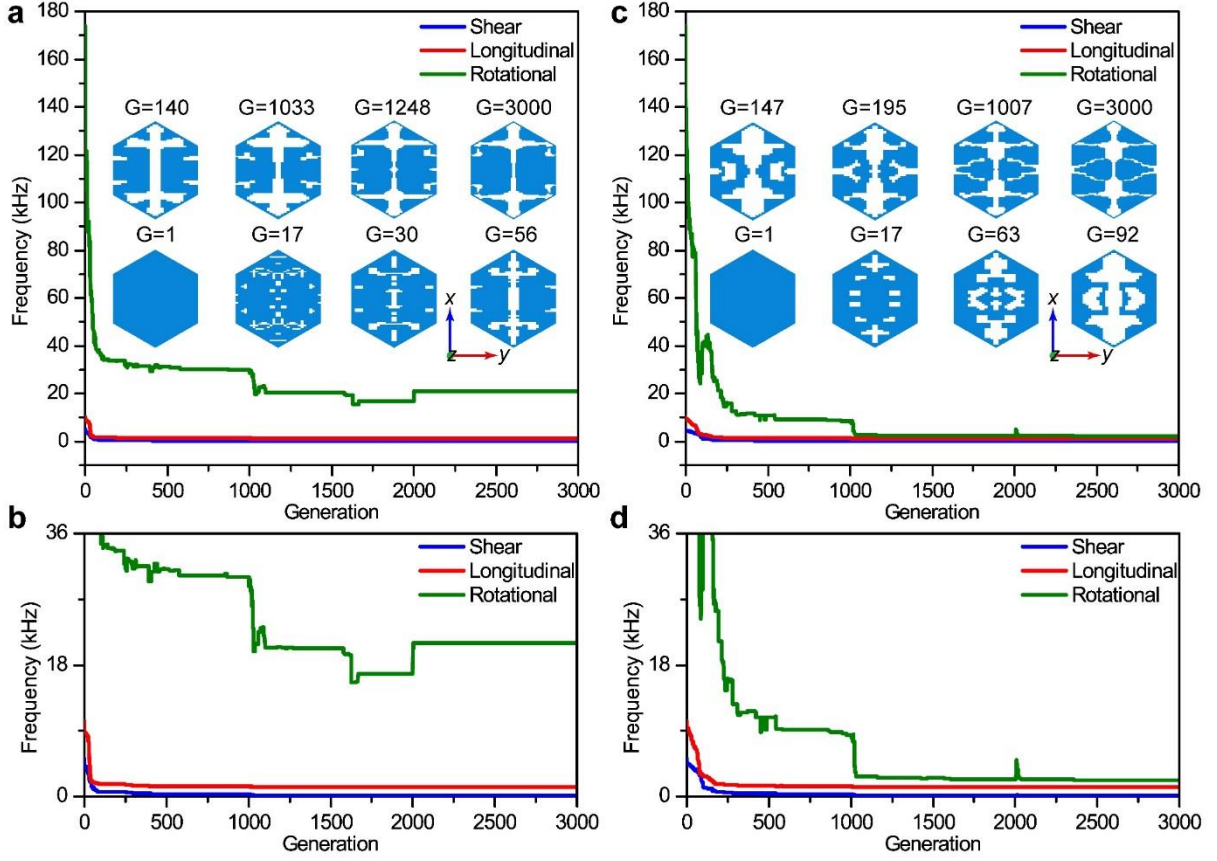 a
180
160
140
120
100
80
60
40
20
0
Frequency (kHz)
Shear
Longitudinal
Rotational
G=140 G=1033 G=1248 G=3000
G=1 G=17 G=30 G=56
x
z y
0 500 1000 1500 2000 2500 3000
Generation
b
36
18
0
Frequency (kHz)
Shear
Longitudinal
Rotational
0 500 1000 1500 2000 2500 3000
Generation
c
180
160
140
120
100
80
60
40
20
0
Frequency (kHz)
Shear
Longitudinal
Rotational
G=147 G=195 G=1007 G=3000
G=1 G=17 G=63 G=92
x
z y
0 500 1000 1500 2000 2500 3000
Generation
d
36
18
0
Frequency (kHz)
Shear
Longitudinal
Rotational
0 500 1000 1500 2000 2500 3000
Generation